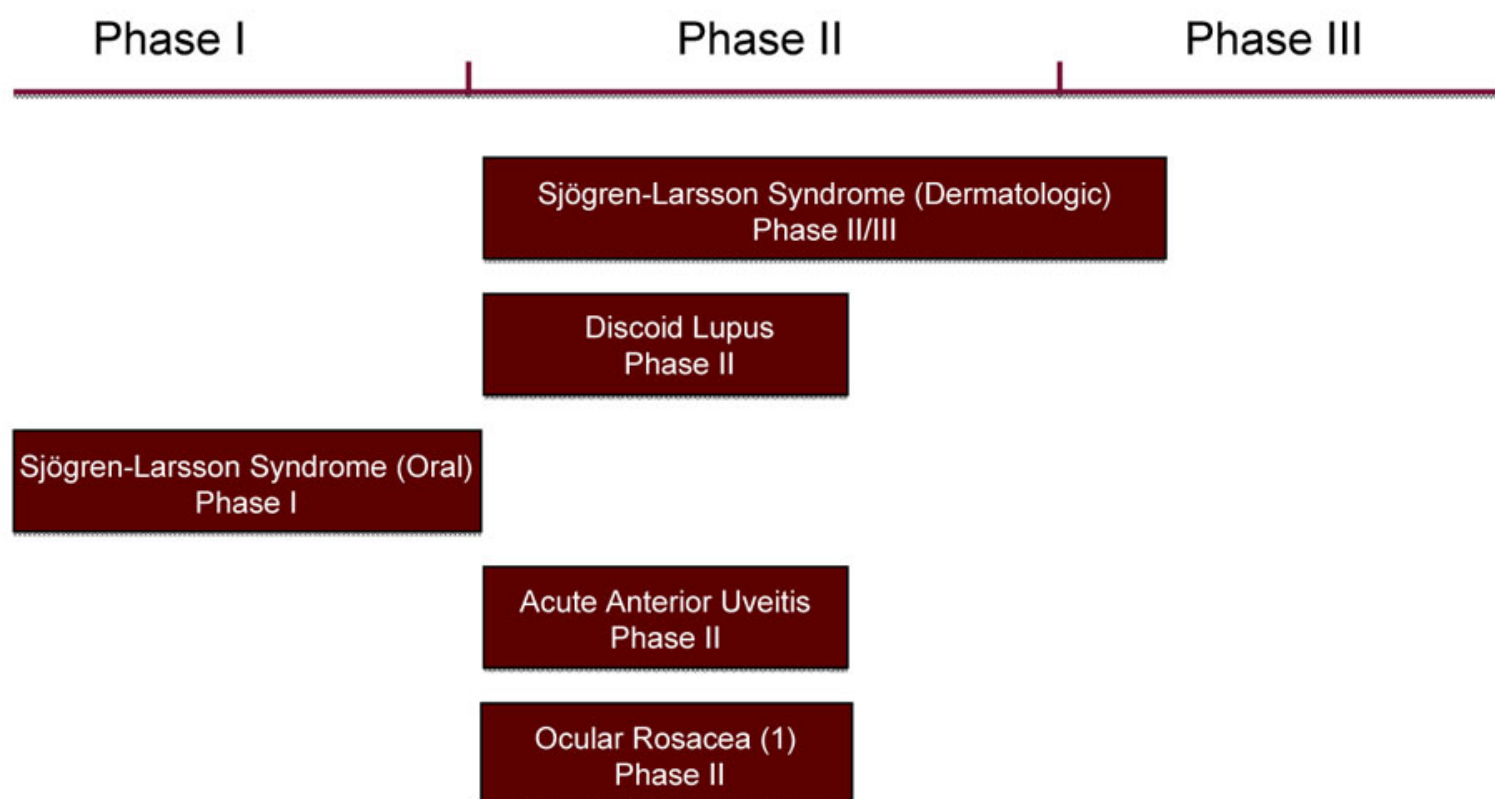 Phase I
Phase II
Phase III
Sjögren-Larsson Syndrome (Dermatologic)
Phase II/III
Discoid Lupus
Phase II
Sjögren-Larsson Syndrome (Oral)
Phase I
Acute Anterior Uveitis
Phase II
Ocular Rosacea (1)
Phase II